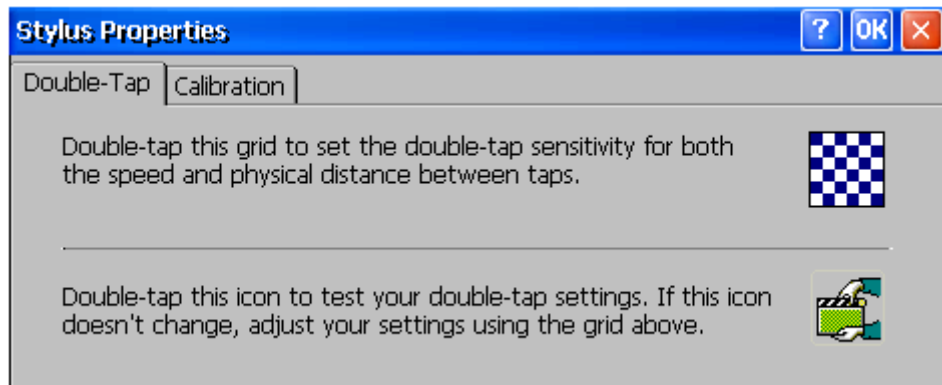 Stylus Properties
? OK ×
Double-Tap Calibration
Double-tap this grid to set the double-tap sensitivity for both
the speed and physical distance between taps.
Double-tap this icon to test your double-tap settings. If this icon
doesn't change, adjust your settings using the grid above.